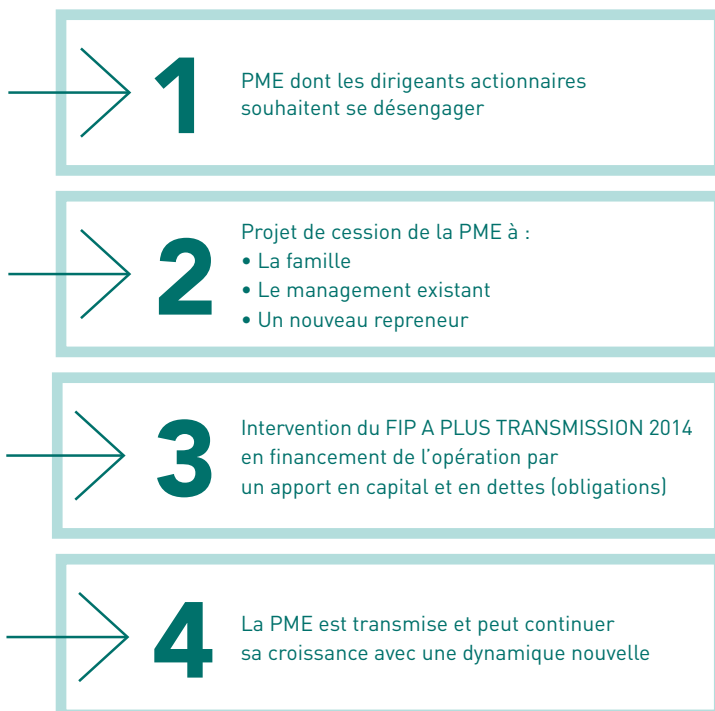 1
PME dont les dirigeants actionnaires
souhaitent se désengager
2
Projet de cession de la PME à :
• La famille
• Le management existant
• Un nouveau repreneur
3
Intervention du FIP A PLUS TRANSMISSION 2014
en financement de l'opération par
un apport en capital et en dettes (obligations)
4
La PME est transmise et peut continuer
sa croissance avec une dynamique nouvelle